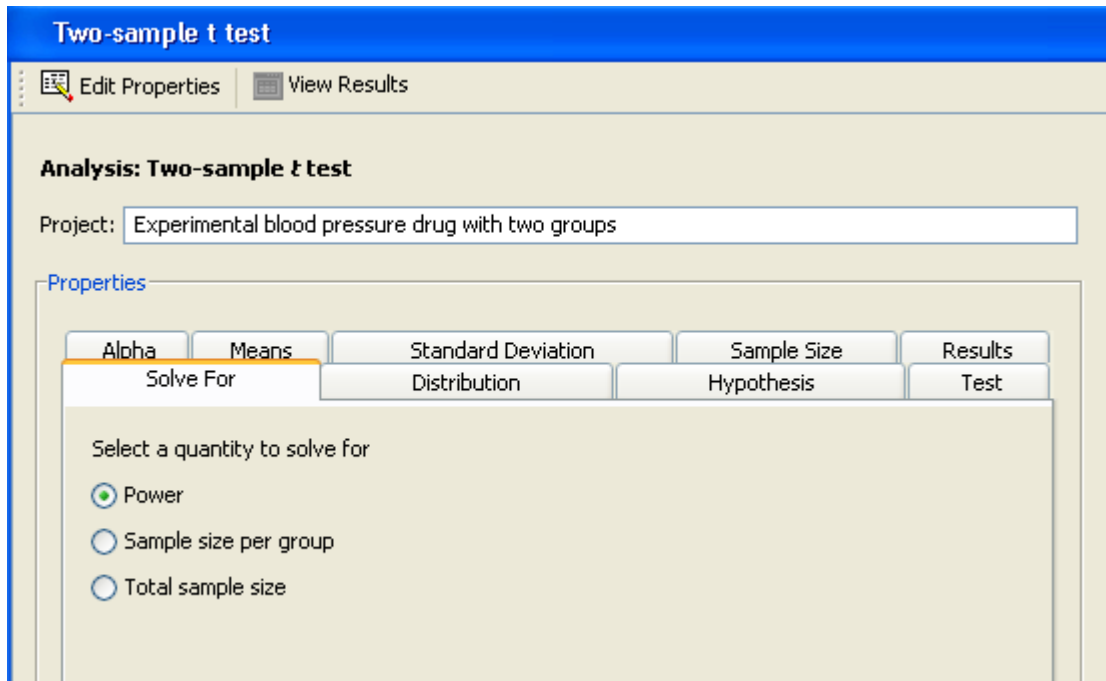 Two-sample t test
Edit Properties View Results
Analysis: Two-sample t test
Project: Experimental blood pressure drug with two groups
Properties
Alpha Means Standard Deviation Sample Size Results
Solve For Distribution Hypothesis Test
Select a quantity to solve for
Power
Sample size per group
Total sample size